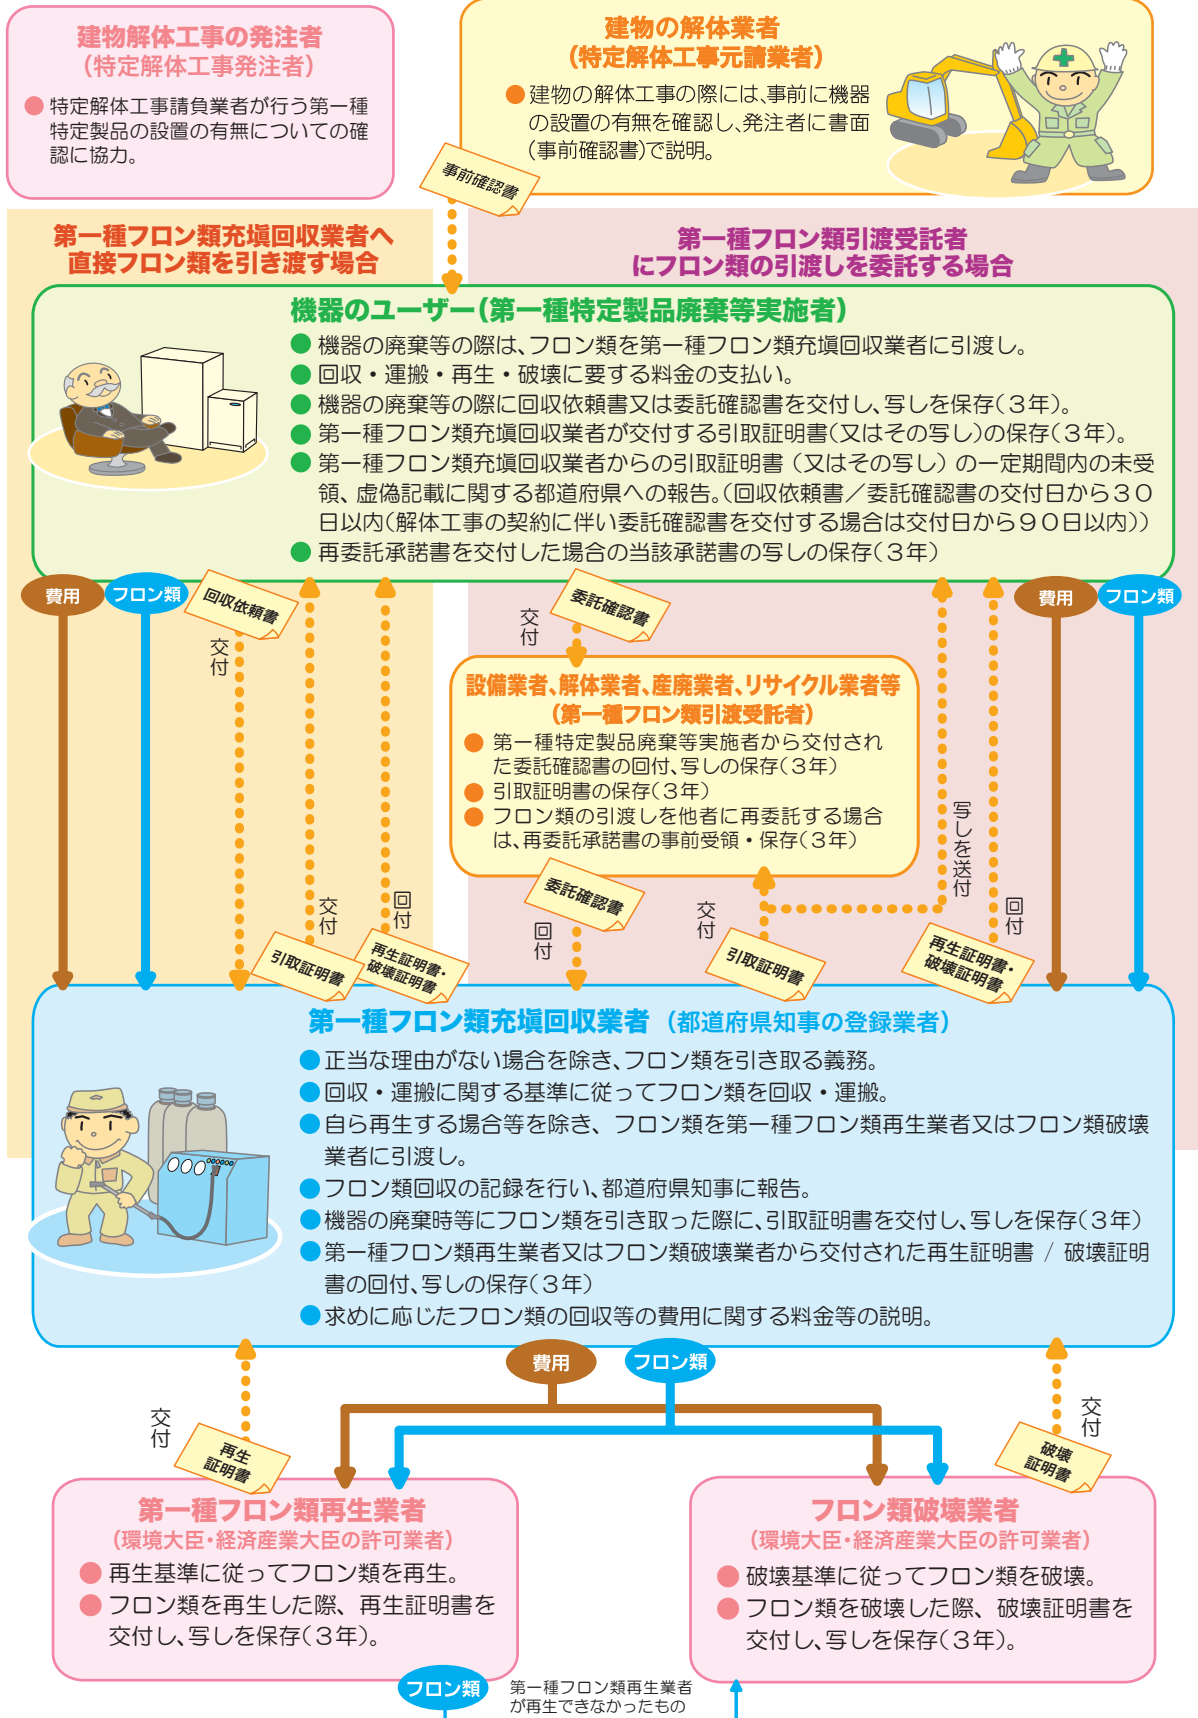 建物解体工事の発注者
(特定解体工事発注者)
● 特定解体工事請負業者が行う第一種
特定製品の設置の有無についての確
認に協力。
建物の解体業者
(特定解体工事元請業者)
● 建物の解体工事の際には、事前に機器
の設置の有無を確認し、発注者に書面
(事前確認書)で説明。
事前確認書
第一種フロン類充塡回収業者へ
直接フロン類を引き渡す場合
第一種フロン類引渡受託者
にフロン類の引渡しを委託する場合
機器のユーザー(第一種特定製品廃棄等実施者)
● 機器の廃棄等の際は、フロン類を第一種フロン類充塡回収業者に引渡し。
● 回収・運搬・再生・破壊に要する料金の支払い。
● 機器の廃棄等の際に回収依頼書又は委託確認書を交付し、写しを保存(3年)。
● 第一種フロン類充塡回収業者が交付する引取証明書(又はその写し)の保存(3年)。
● 第一種フロン類充塡回収業者からの引取証明書(又はその写し)の一定期間内の未受
領、虚偽記載に関する都道府県への報告。(回収依頼書/委託確認書の交付日から30
日以内(解体工事の契約に伴い委託確認書を交付する場合は交付日から90日以内))
● 再委託承諾書を交付した場合の当該承諾書の写しの保存(3年)
費用
フロン類
回収依頼書
交付
委託確認書
交付
費用
フロン類
設備業者、解体業者、産廃業者、リサイクル業者等
(第一種フロン類引渡受託者)
● 第一種特定製品廃棄等実施者から交付され
た委託確認書の回付、写しの保存(3年)
● 引取証明書の保存(3年)
● フロン類の引渡しを他者に再委託する場合
は、再委託承諾書の事前受領・保存(3年)
写しを送付
交付
引取証明書
回付
再生証明書・
破壊証明書
委託確認書
回付
交付
引取証明書
回付
再生証明書・
破壊証明書
第一種フロン類充塡回収業者(都道府県知事の登録業者)
● 正当な理由がない場合を除き、フロン類を引き取る義務。
● 回収・運搬に関する基準に従ってフロン類を回収・運搬。
● 自ら再生する場合等を除き、フロン類を第一種フロン類再生業者又はフロン類破壊
業者に引渡し。
● フロン類回収の記録を行い、都道府県知事に報告。
● 機器の廃棄時等にフロン類を引き取った際に、引取証明書を交付し、写しを保存(3年)
● 第一種フロン類再生業者又はフロン類破壊業者から交付された再生証明書 / 破壊証明
書の回付、写しの保存(3年)
● 求めに応じたフロン類の回収等の費用に関する料金等の説明。
費用
フロン類
交付
再生
証明書
交付
破壊
証明書
第一種フロン類再生業者
(環境大臣・経済産業大臣の許可業者)
● 再生基準に従ってフロン類を再生。
● フロン類を再生した際、再生証明書を
交付し、写しを保存(3年)。
フロン類破壊業者
(環境大臣・経済産業大臣の許可業者)
● 破壊基準に従ってフロン類を破壊。
● フロン類を破壊した際、破壊証明書を
交付し、写しを保存(3年)。
フロン類
第一種フロン類再生業者
が再生できなかったもの